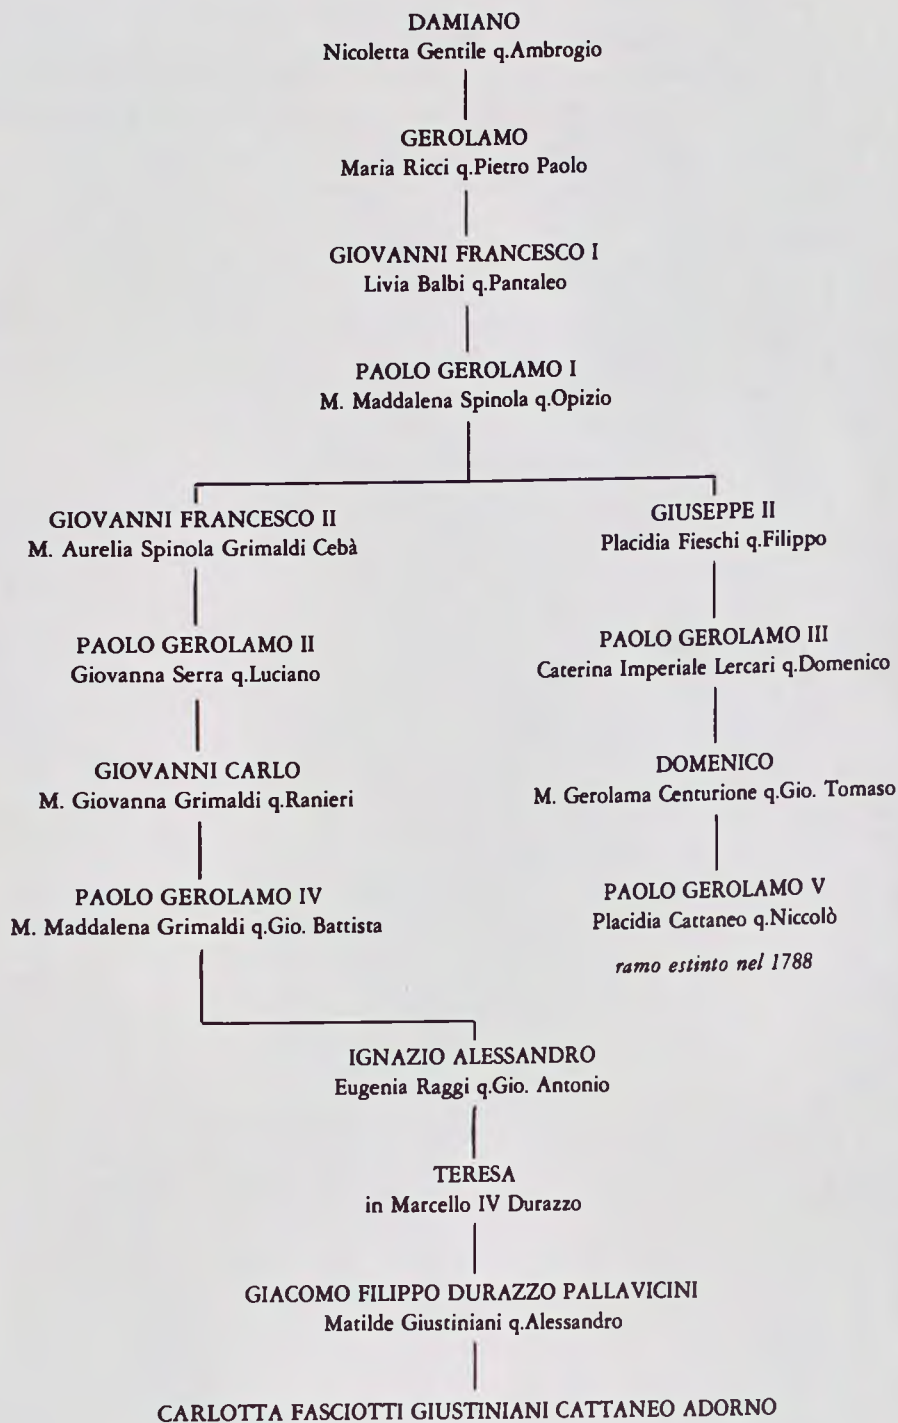 DAMIANO
Nicoletta Gentile q.Ambrogio
GEROLAMO
Maria Ricci q.Pietro Paolo
GIOVANNI FRANCESCO I
Livia Balbi q.Pantaleo
PAOLO GEROLAMO I
M. Maddalena Spinola q.Opizio
GIOVANNI FRANCESCO II
M. Aurelia Spinola Grimaldi Cebà
PAOLO GEROLAMO II
Giovanna Serra q.Luciano
GIOVANNI CARLO
M. Giovanna Grimaldi q.Ranieri
PAOLO GEROLAMO IV
M. Maddalena Grimaldi q.Gio. Battista
GIUSEPPE II
Placidia Fieschi q.Filippo
PAOLO GEROLAMO III
Caterina Imperiale Lercari q.Domenico
DOMENICO
M. Gerolama Centurione q.Gio. Tomaso
PAOLO GEROLAMO V
Placidia Cattaneo q.Niccolò
ramo estinto nel 1788
IGNAZIO ALESSANDRO
Eugenia Raggi q.Gio. Antonio
TERESA
in Marcello IV Durazzo
GIACOMO FILIPPO DURAZZO PALLAVICINI
Matilde Giustiniani q.Alessandro
CARLOTTA FASCIOTTI GIUSTINIANI CATTANEO ADORNO